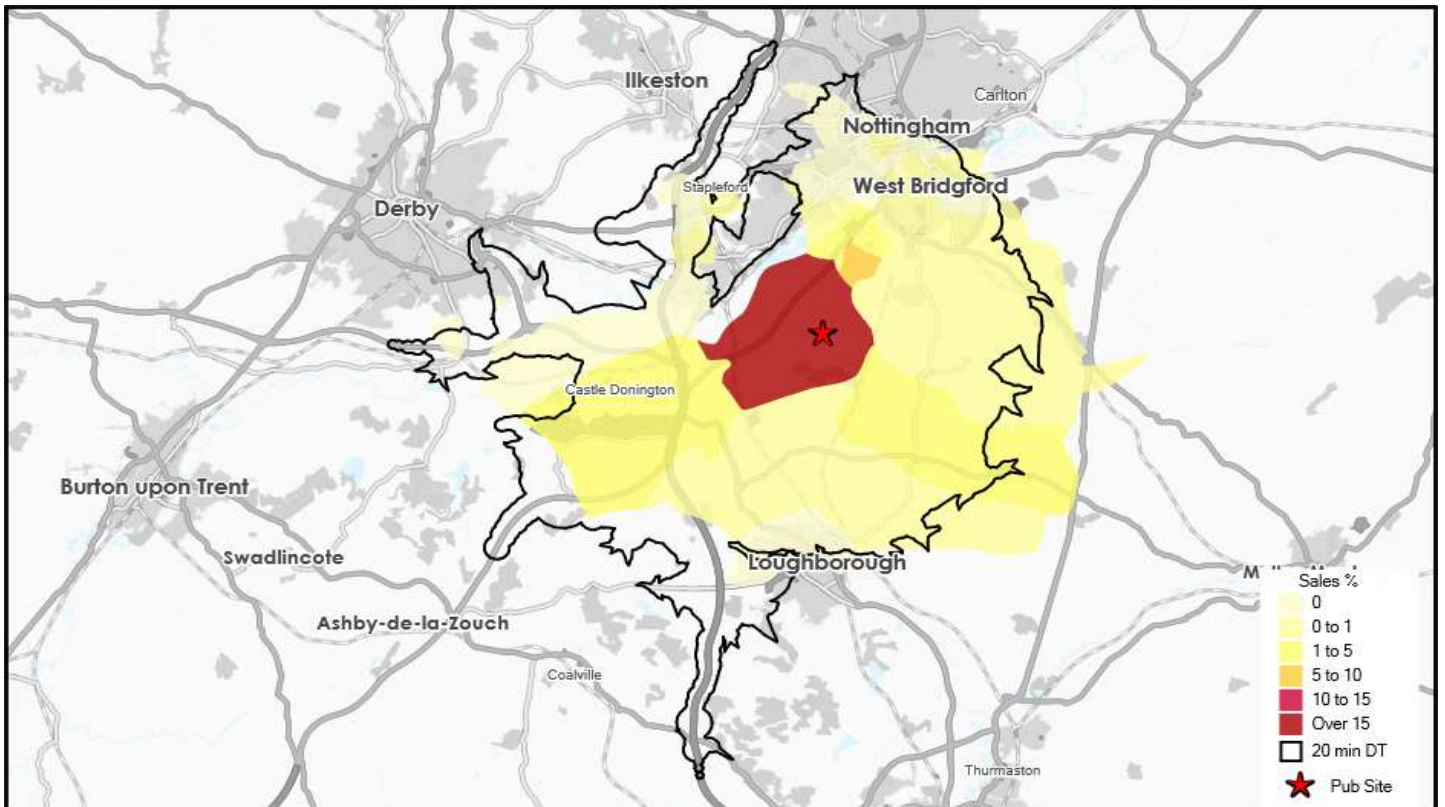 Ilkeston
Carlton
Nottingham
Stapleford
West Bridgford
Derby
Castle Donington
Burton upon Trent
Swadlincote
Loughborough
Ashby-de-la-Zouch
Coalville
Thurmaston
Sales %
0
0 to 1
1 to 5
5 to 10
10 to 15
Over 15
20 min DT
Pub Site